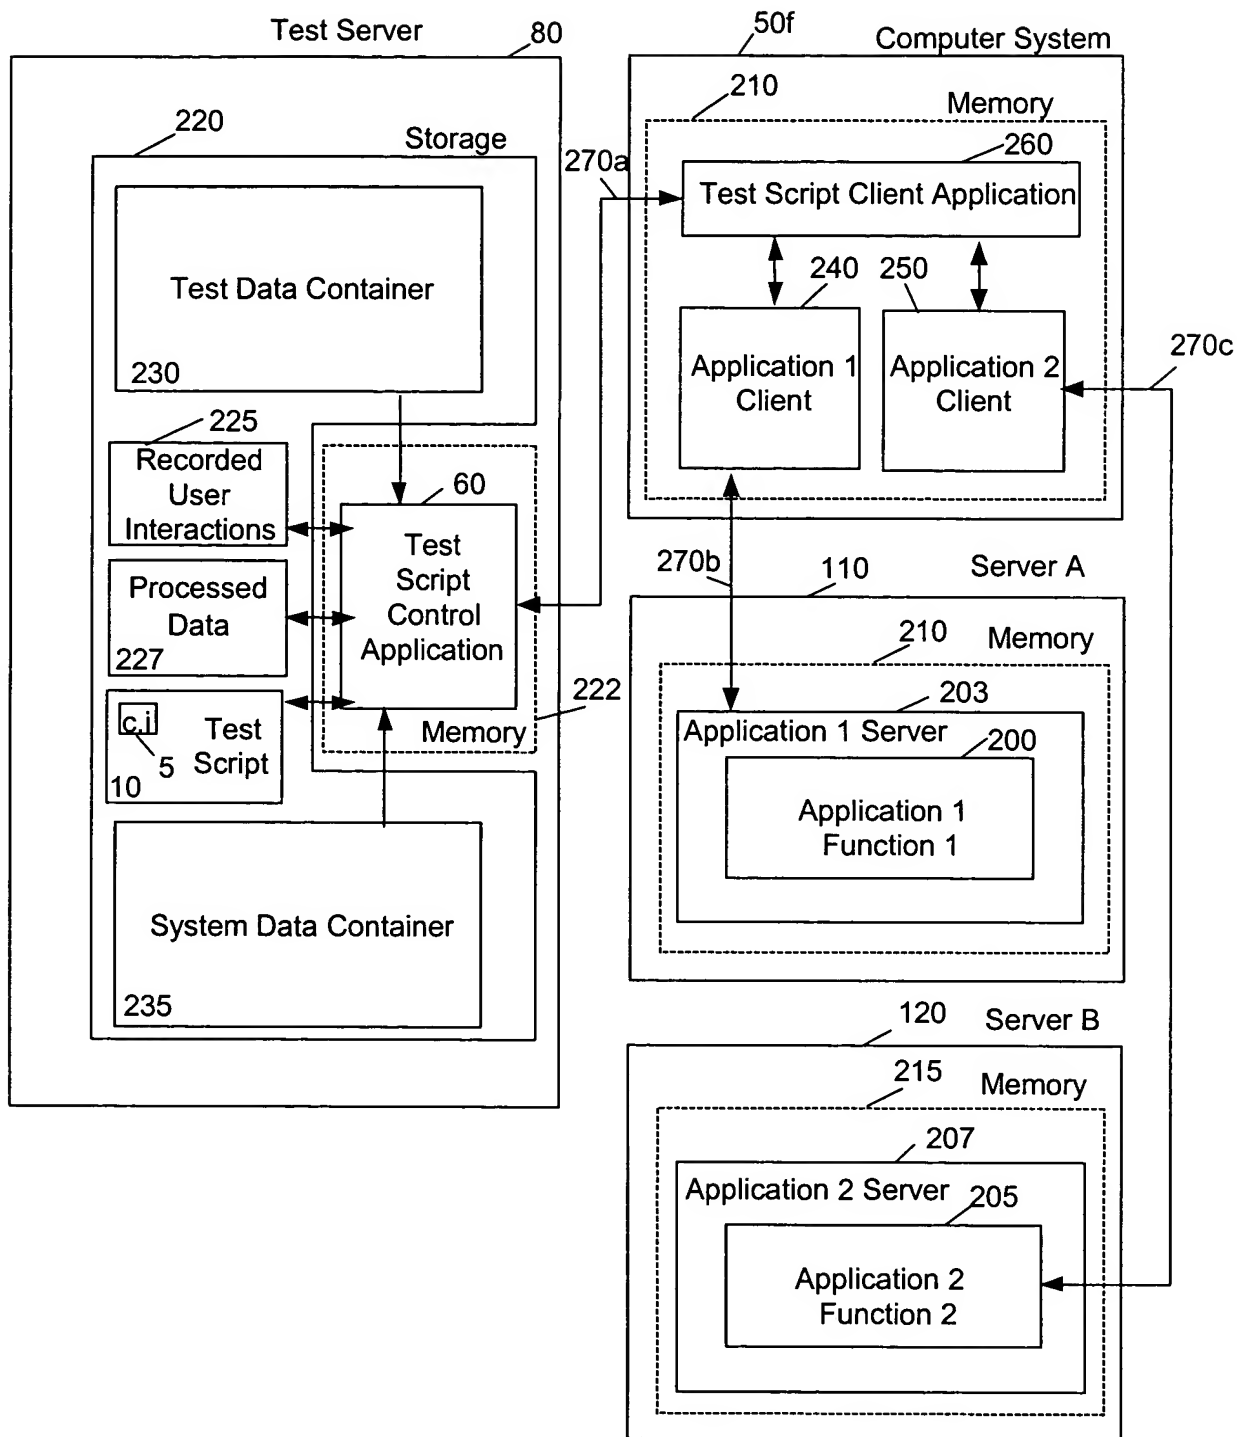 Test Server
80
220
Storage
Test Data Container
230
225
Recorded
User
Interactions
Processed
Data
227
c,i
5
Test
Script
10
System Data Container
235
60
Test
Script
Control
Application
Memory
222
270a
50f
Computer System
210
Memory
260
Test Script Client Application
240
250
Application 1
Client
Application 2
Client
270c
270b
Server A
110
210
Memory
203
Application 1 Server
200
Application 1
Function 1
120
Server B
215
Memory
207
Application 2 Server
205
Application 2
Function 2